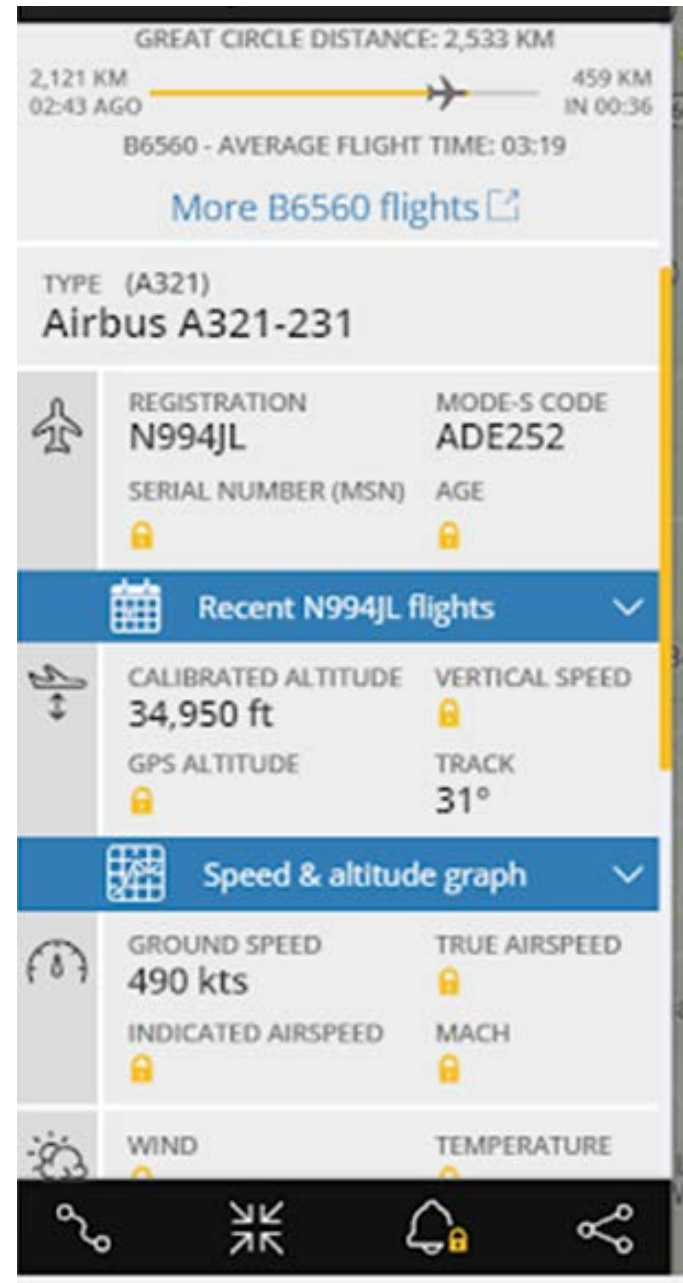 GREAT CIRCLE DISTANCE: 2,533 KM
2,121 KM
02:43 AGO
459 KM
IN 00:36
B6560 - AVERAGE FLIGHT TIME: 03:19
More B6560 flights
TYPE (A321)
Airbus A321-231
REGISTRATION MODE-S CODE
N994JL ADE252
SERIAL NUMBER (MSN) AGE
Recent N994JL flights
CALIBRATED ALTITUDE VERTICAL SPEED
34,950 ft
GPS ALTITUDE TRACK
31°
Speed & altitude graph
GROUND SPEED TRUE AIRSPEED
490 kts
INDICATED AIRSPEED MACH
WIND TEMPERATURE